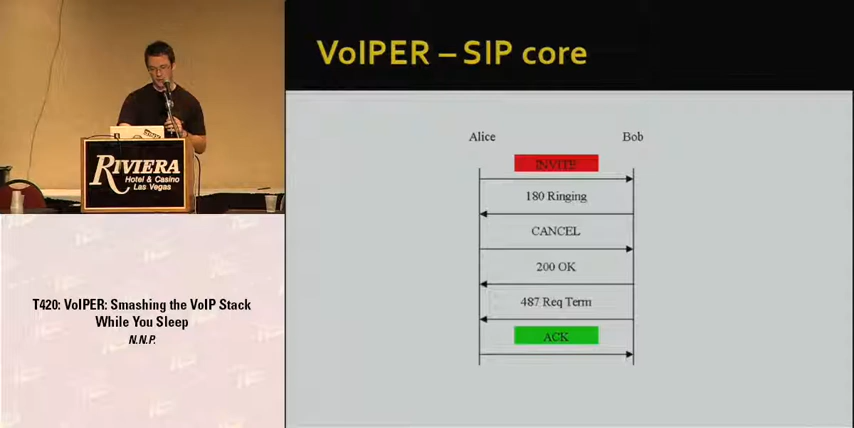 VoIPER – SIP core
Alice
Bob
INVITE
180 Ringing
CANCEL
200 OK
487 Req Term
ACK
RIVIERA
Hotel & Casino
Las Vegas
T420: VoIPER: Smashing the VoIP Stack
While You Sleep
N.N.P.